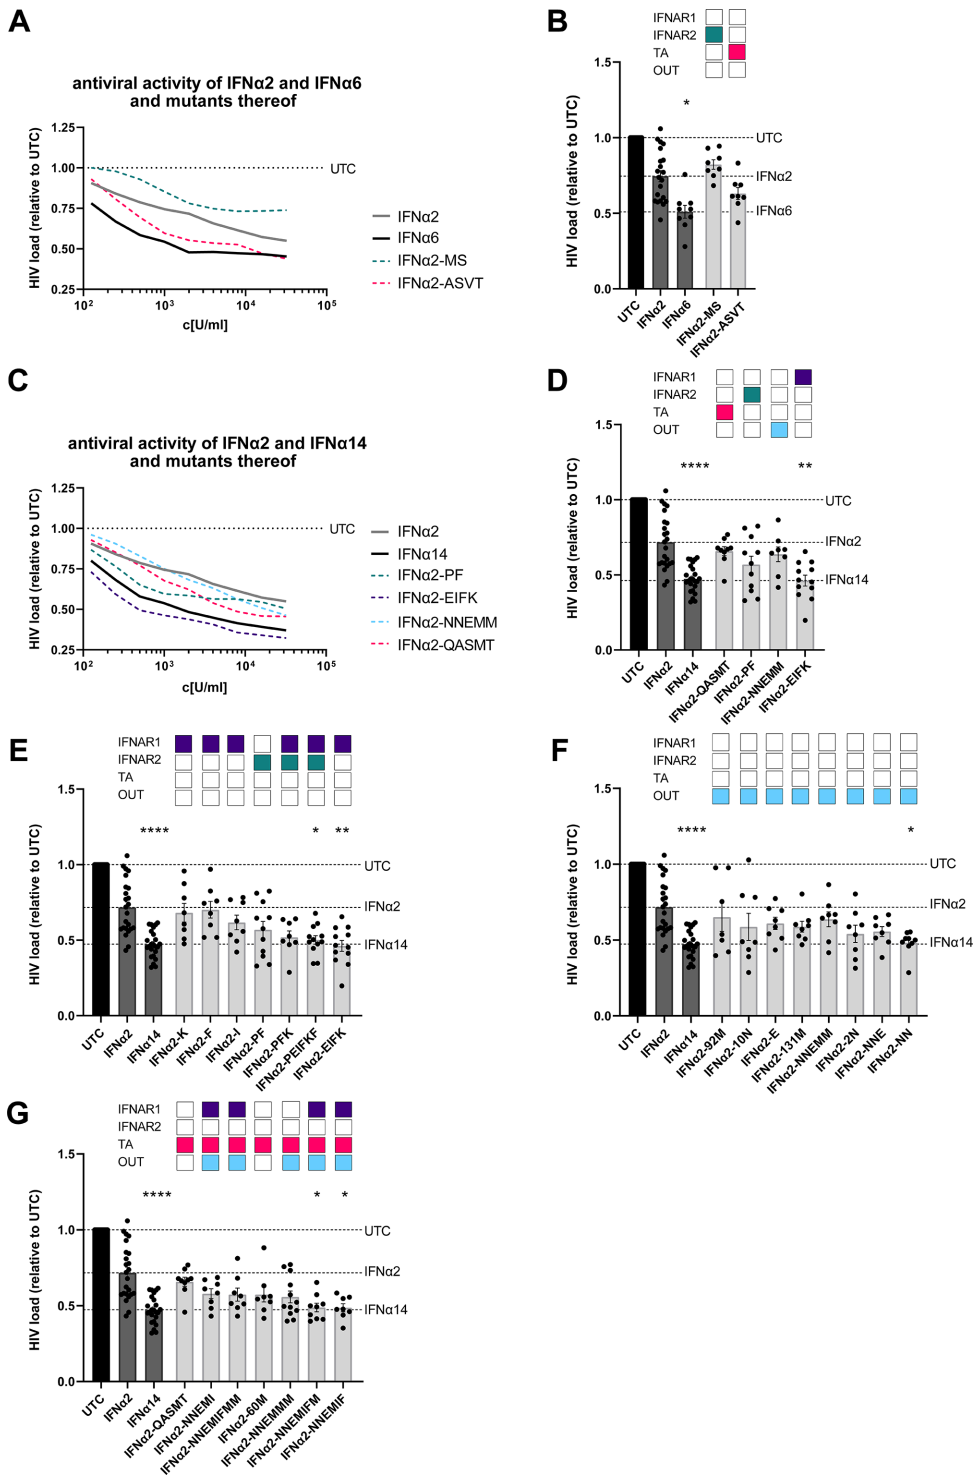 A
antiviral activity of IFNα2 and IFNα6
and mutants thereof
HIV load (relative to UTC)
1.25
1.00
0.75
0.50
0.25
UTC
10²
10³
10⁴
10⁵
c[U/ml]
IFNα2
IFNα6
IFNα2-MS
IFNα2-ASVT
B
IFNAR1
IFNAR2
TA
OUT
HIV load (relative to UTC)
1.5
1.0
0.5
0.0
*
UTC
IFNα2
IFNα6
UTC
IFNα2
IFNα6
IFNα2-MS
IFNα2-ASVT
C
antiviral activity of IFNα2 and IFNα14
and mutants thereof
HIV load (relative to UTC)
1.25
1.00
0.75
0.50
0.25
UTC
10²
10³
10⁴
10⁵
c[U/ml]
IFNα2
IFNα14
IFNα2-PF
IFNα2-EIFK
IFNα2-NNEMM
IFNα2-QASMT
D
IFNAR1
IFNAR2
TA
OUT
HIV load (relative to UTC)
1.5
1.0
0.5
0.0
**** **
UTC
IFNα2
IFNα14
UTC
IFNα2
IFNα14
IFNα2-QASMT
IFNα2-PF
IFNα2-NNEMM
IFNα2-EIFK
E
IFNAR1
IFNAR2
TA
OUT
HIV load (relative to UTC)
1.5
1.0
0.5
0.0
**** * **
UTC
IFNα2
IFNα14
UTC
IFNα2
IFNα14
IFNα2-K
IFNα2-F
IFNα2-I
IFNα2-PF
IFNα2-PFK
IFNα2-PEIFKF
IFNα2-EIFK
F
IFNAR1
IFNAR2
TA
OUT
HIV load (relative to UTC)
1.5
1.0
0.5
0.0
**** *
UTC
IFNα2
IFNα14
UTC
IFNα2
IFNα14
IFNα2-92M
IFNα2-10N
IFNα2-E
IFNα2-131M
IFNα2-NNEMM
IFNα2-2N
IFNα2-NNE
IFNα2-NN
G
IFNAR1
IFNAR2
TA
OUT
HIV load (relative to UTC)
1.5
1.0
0.5
0.0
**** * *
UTC
IFNα2
IFNα14
UTC
IFNα2
IFNα14
IFNα2-QASMT
IFNα2-NNEMI
IFNα2-NNEMIFMM
IFNα2-60M
IFNα2-NNEMMM
IFNα2-NNEMIFM
IFNα2-NNEMIF